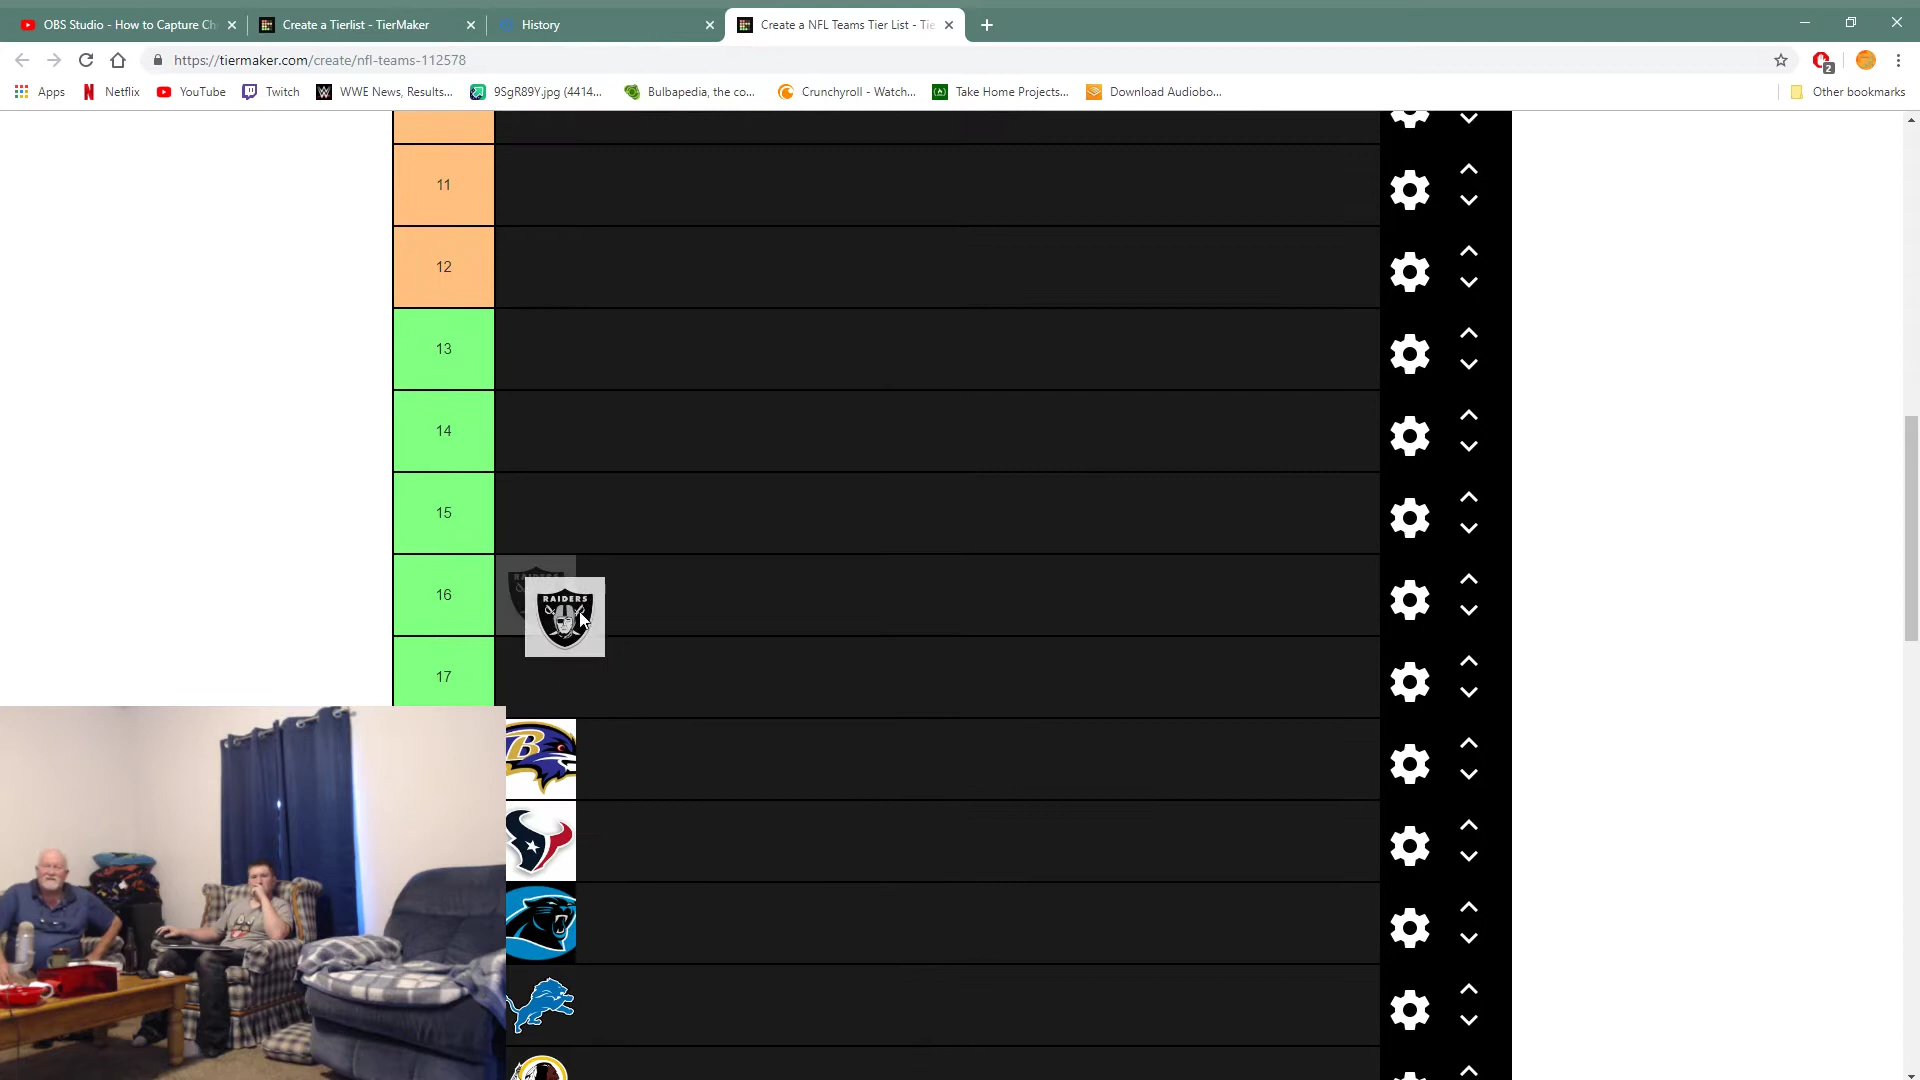 OBS Studio - How to Capture Ch
Create a Tierlist - TierMaker
History
Create a NFL Teams Tier List - Tie
https://tiermaker.com/create/nfl-teams-112578
2
Apps
Netflix
YouTube
Twitch
WWE News, Results...
9SgR89Y.jpg (4414...
Bulbapedia, the co...
Crunchyroll - Watch...
Take Home Projects...
Download Audiobo...
Other bookmarks
11
12
13
14
15
16
RAIDERS
RAIDERS
17
B